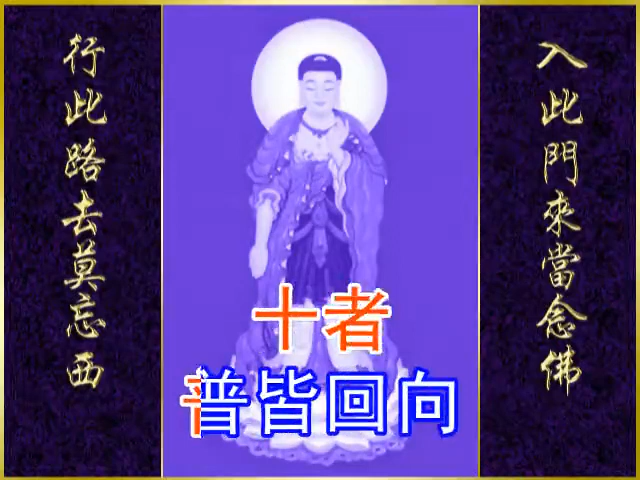 入此門來當念佛
行此路去莫忘西
十者
普皆回向